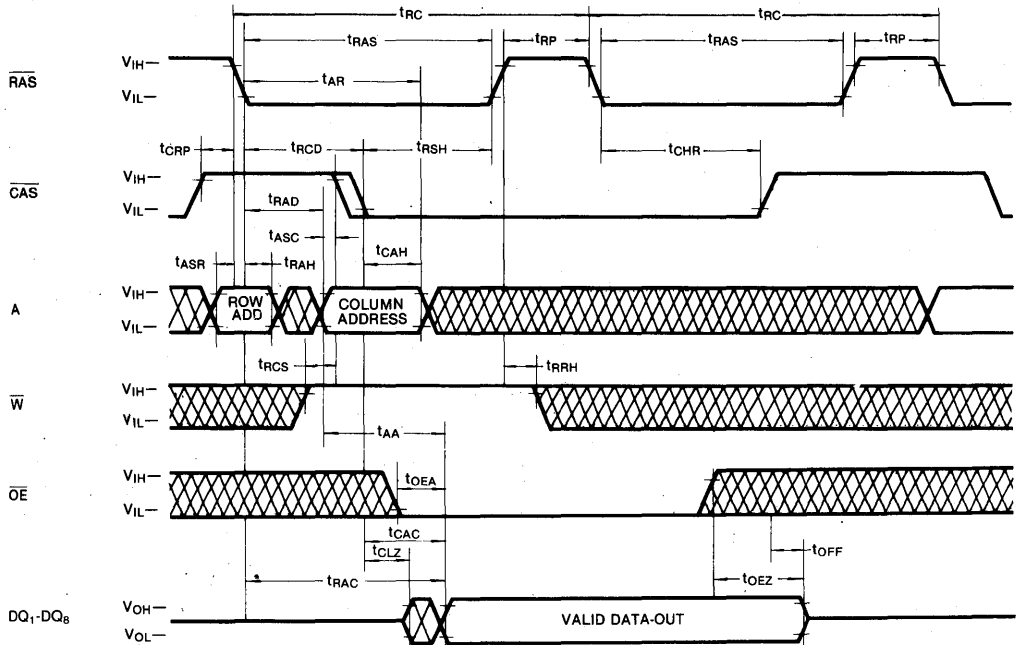 tRC tRC
tRAS tRP tRAS tRP
VIH—
RAS
tAR
VIL—
tCRP tRCD tRSH tCHR
VIH—
CAS
VIL—
tRAD
tASC
tASR tRAH tCAH
VIH—
A ROW ADD COLUMN ADDRESS
VIL—
tRCS tRRH
VIH—
W
VIL—
tAA
VIH—
OE tOEA
VIL—
tCAC
tCLZ tOFF
tRAC tOEZ
VOH—
DQ1-DQ8 VALID DATA-OUT
VOL—